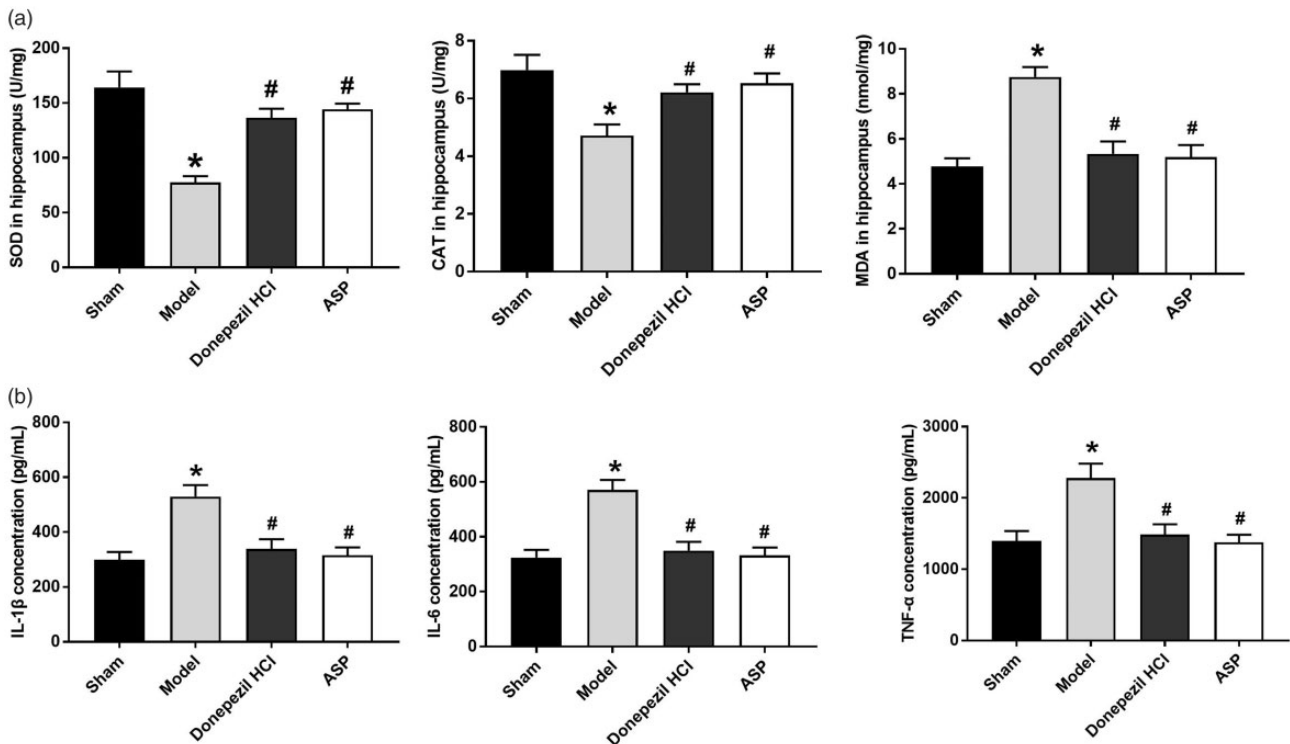 (a)
SOD in hippocampus (U/mg)
200
150
100
50
0
*
#
#
Sham
Model
Donepezil HCl
ASP
CAT in hippocampus (U/mg)
8
6
4
2
0
*
#
#
Sham
Model
Donepezil HCl
ASP
MDA in hippocampus (nmol/mg)
10
8
6
4
2
0
*
#
#
Sham
Model
Donepezil HCl
ASP
(b)
IL-1β concentration (pg/mL)
800
600
400
200
0
*
#
#
Sham
Model
Donepezil HCl
ASP
IL-6 concentration (pg/mL)
800
600
400
200
0
*
#
#
Sham
Model
Donepezil HCl
ASP
TNF-α concentration (pg/mL)
3000
2000
1000
0
*
#
#
Sham
Model
Donepezil HCl
ASP